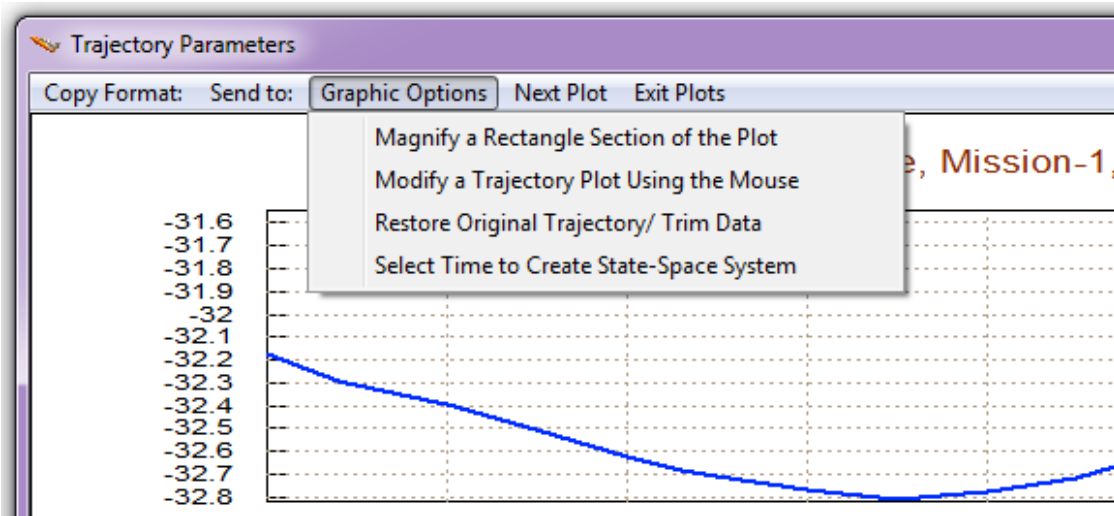 Trajectory Parameters
Copy Format: Send to: Graphic Options Next Plot Exit Plots
Magnify a Rectangle Section of the Plot
Modify a Trajectory Plot Using the Mouse
Restore Original Trajectory/ Trim Data
Select Time to Create State-Space System
, Mission-1,
-31.6
-31.7
-31.8
-31.9
-32
-32.1
-32.2
-32.3
-32.4
-32.5
-32.6
-32.7
-32.8